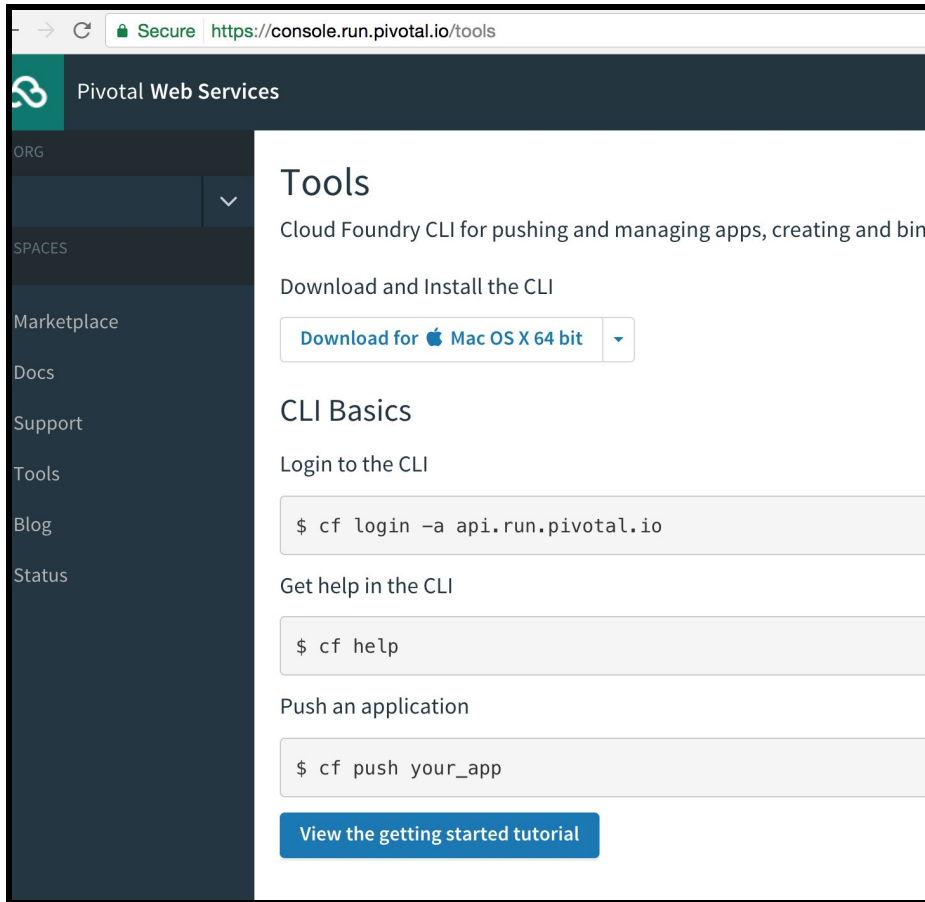 Secure https://console.run.pivotal.io/tools
Pivotal Web Services
ORG
SPACES
Marketplace
Docs
Support
Tools
Blog
Status
Tools
Cloud Foundry CLI for pushing and managing apps, creating and bin
Download and Install the CLI
Download for Mac OS X 64 bit
CLI Basics
Login to the CLI
$ cf login -a api.run.pivotal.io
Get help in the CLI
$ cf help
Push an application
$ cf push your_app
View the getting started tutorial